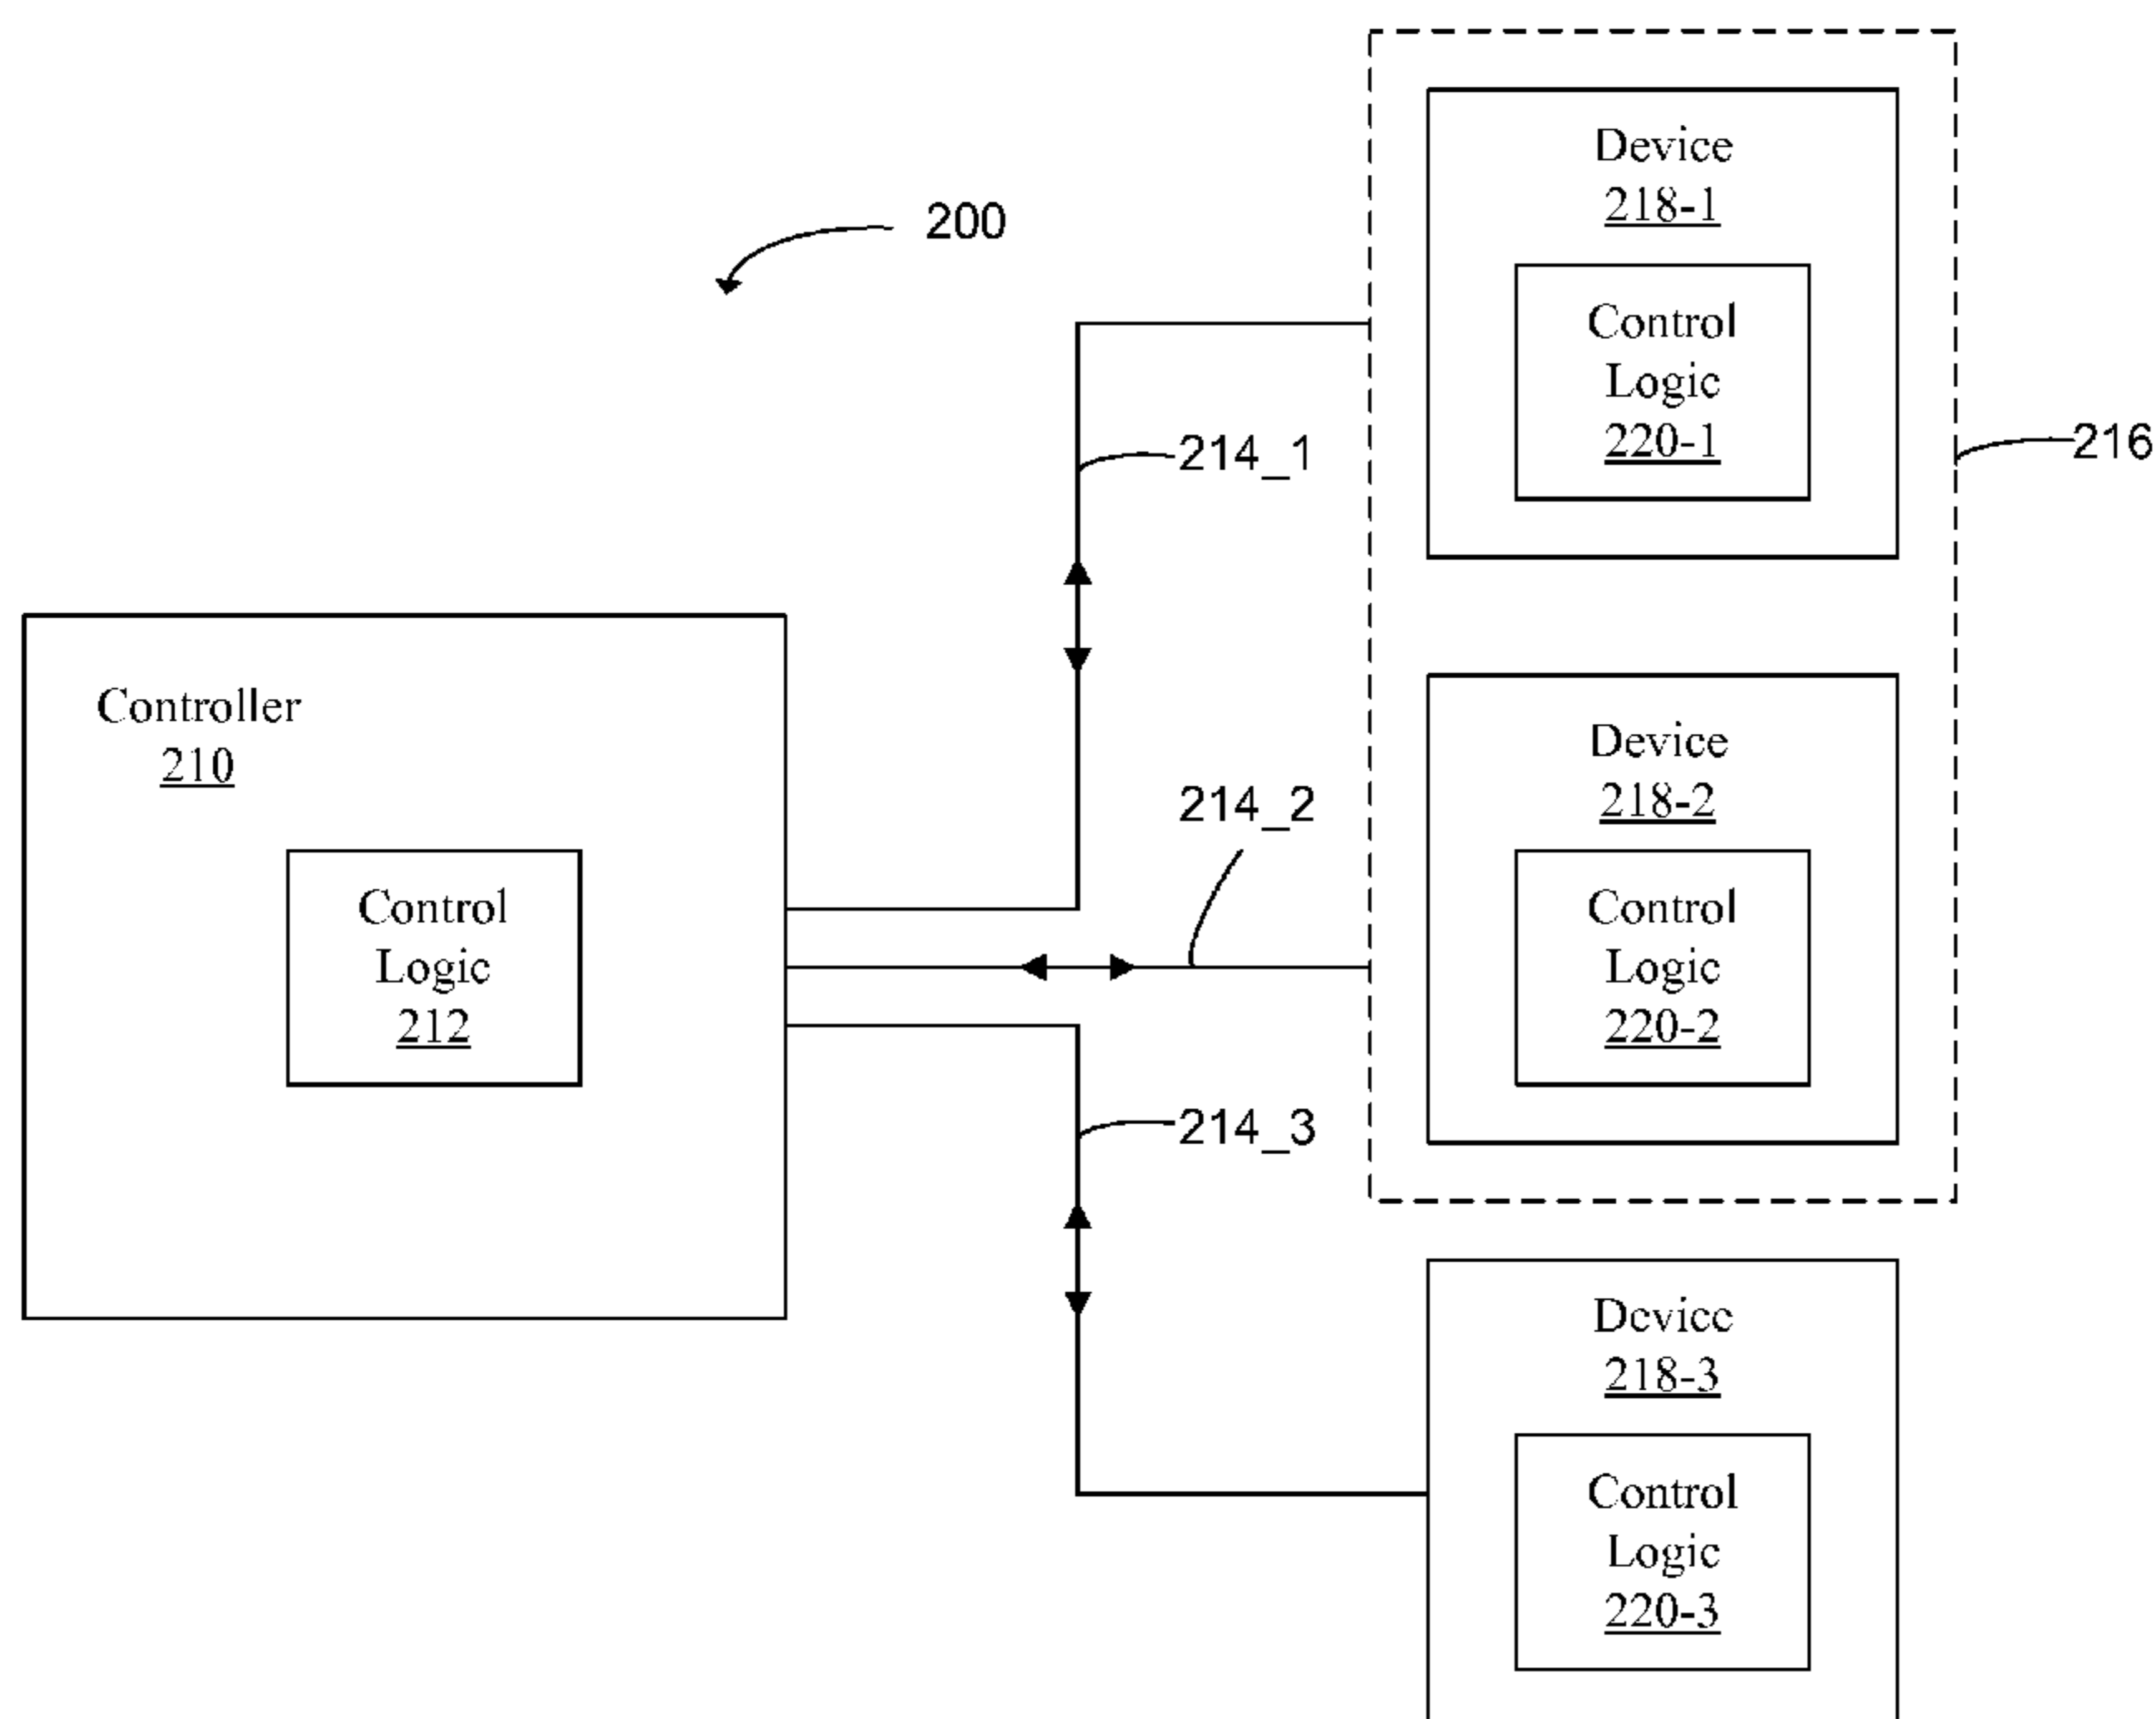 200
Device
218-1
Control
Logic
220-1
214_1
216
Controller
210
Device
218-2
214_2
Control
Logic
212
Control
Logic
220-2
214_3
Device
218-3
Control
Logic
220-3